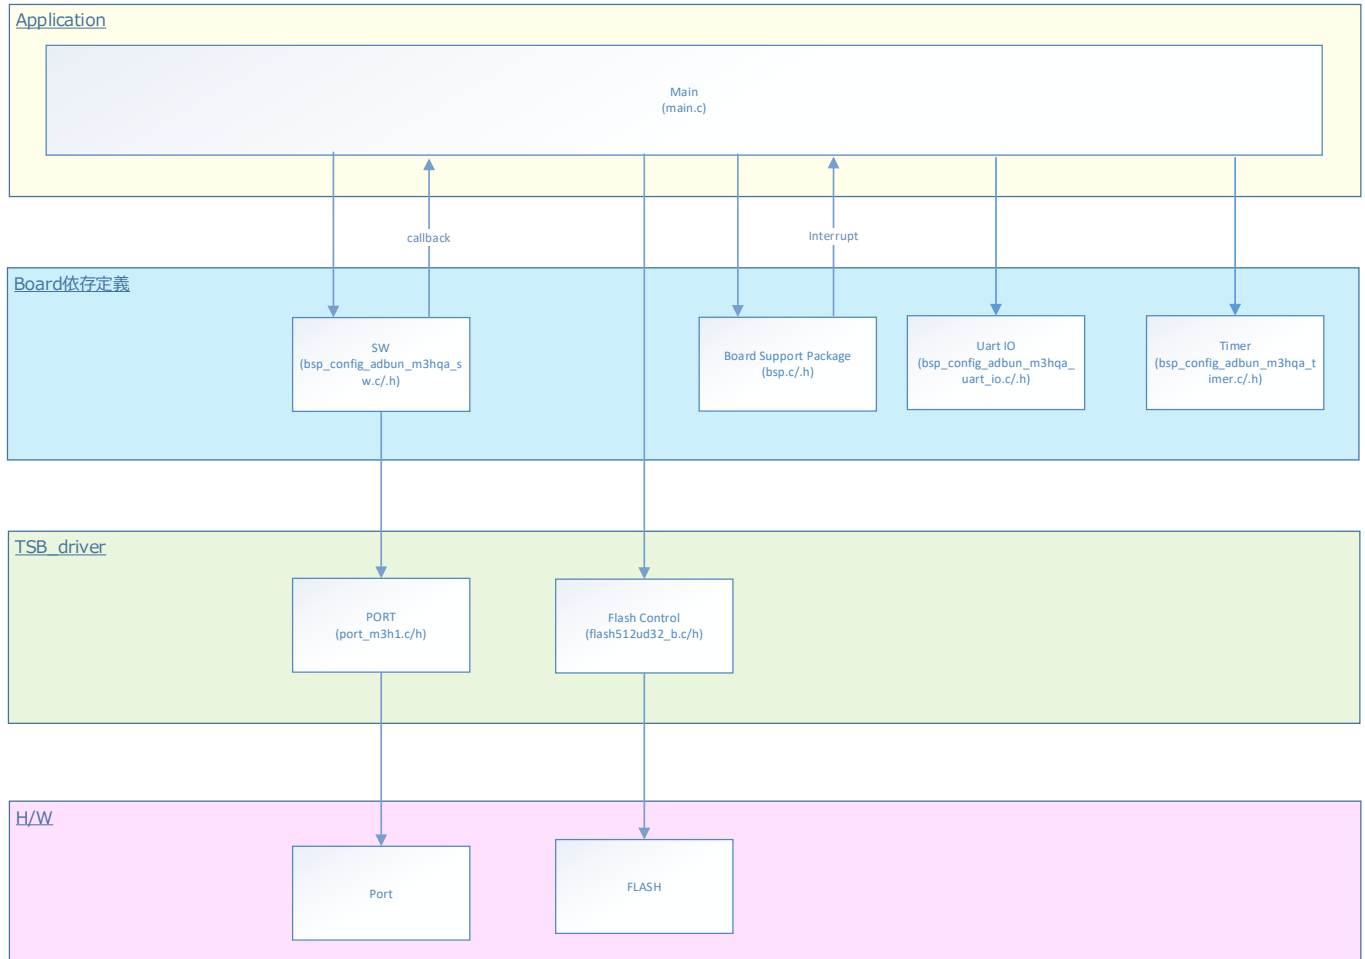 Application
Main
(main.c)
callback
Interrupt
Board依存定義
SW
(bsp_config_adbun_m3hqa_s
w.c/.h)
Board Support Package
(bsp.c/.h)
Uart IO
(bsp_config_adbun_m3hqa_
uart_io.c/.h)
Timer
(bsp_config_adbun_m3hqa_t
imer.c/.h)
TSB_driver
PORT
(port_m3h1.c/h)
Flash Control
(flash512ud32_b.c/h)
H/W
Port
FLASH